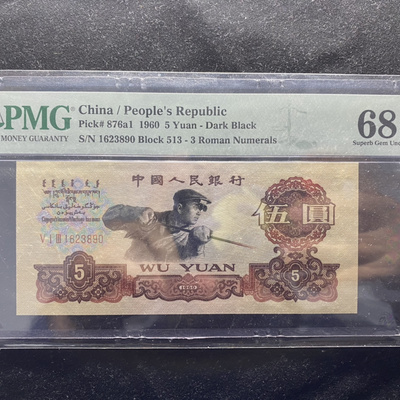 PMG
MONEY GUARANTY
China / People's Republic
Pick# 876a1 1960 5 Yuan - Dark Black
S/N 1623890 Block 513 - 3 Roman Numerals
68
Superb Gem Unc
中國人民銀行
伍圓
V I III 1623890
5
WU YUAN
1960
5